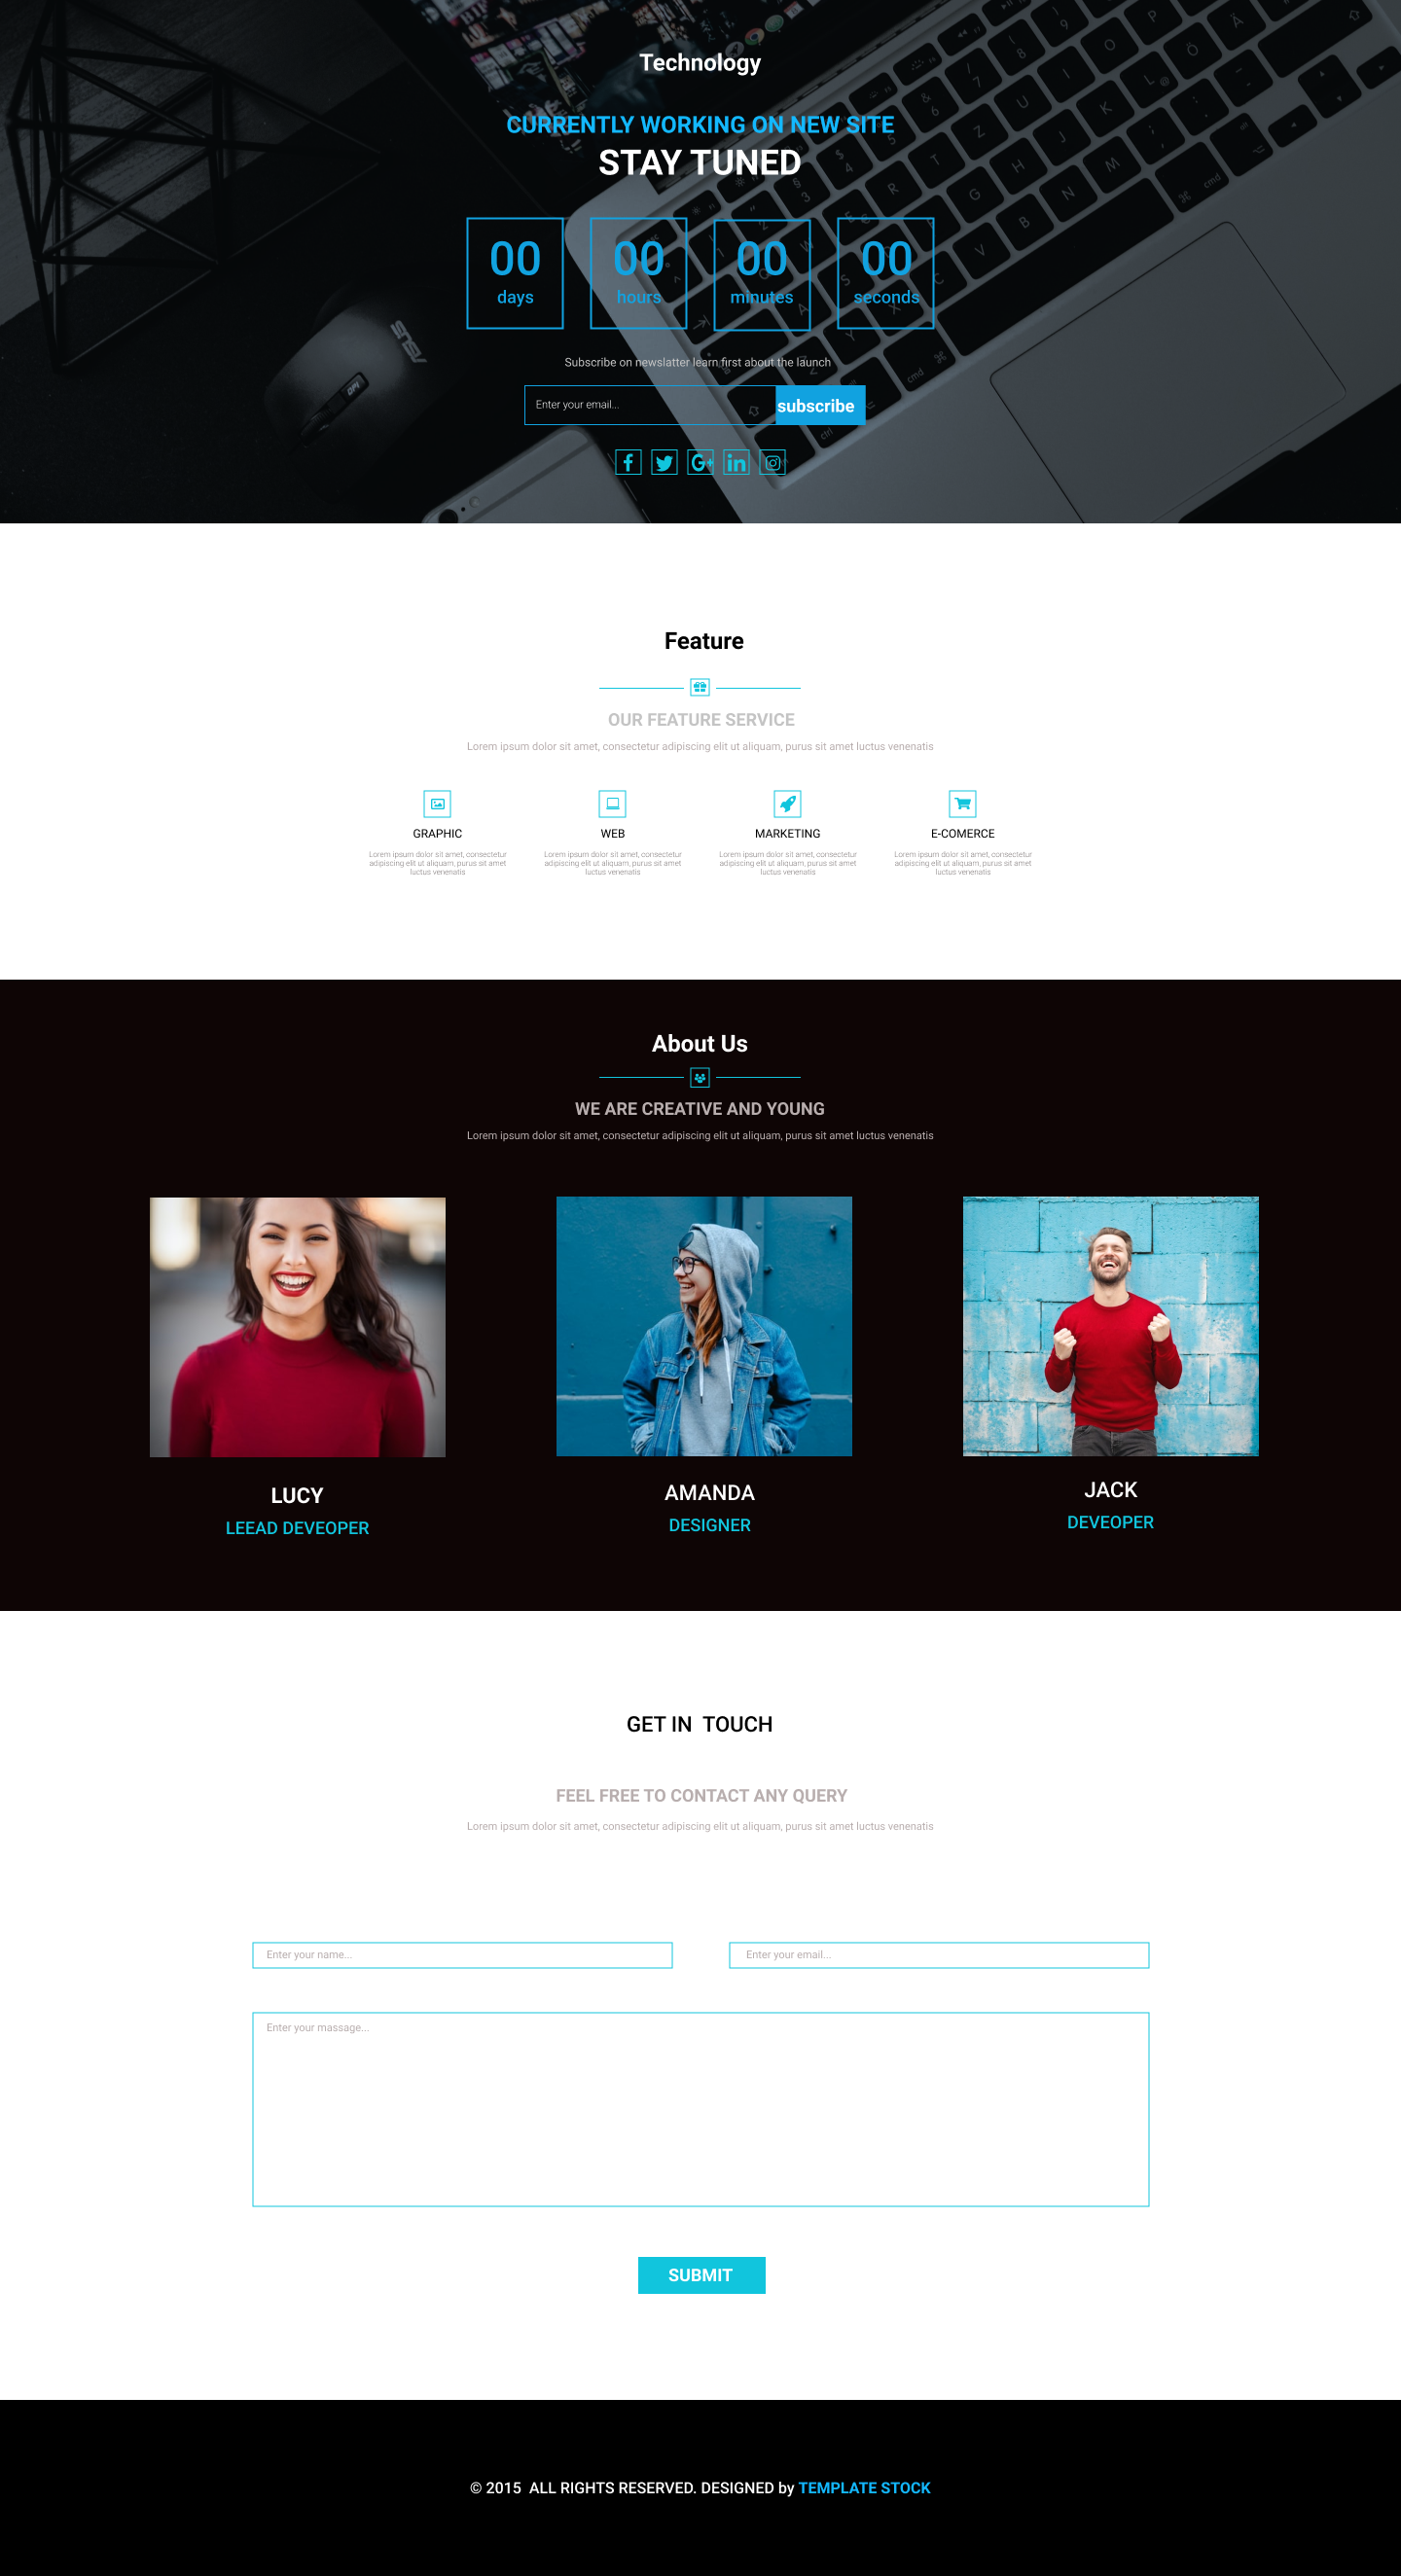 Technology
CURRENTLY WORKING ON NEW SITE
STAY TUNED
00 00 00 00
days hours minutes seconds
Subscribe on newslatter learn first about the launch
Enter your email... subscribe
Feature
OUR FEATURE SERVICE
Lorem ipsum dolor sit amet, consectetur adipiscing elit ut aliquam, purus sit amet luctus venenatis
GRAPHIC
Lorem ipsum dolor sit amet, consectetur
adipiscing elit ut aliquam, purus sit amet
luctus venenatis
WEB
Lorem ipsum dolor sit amet, consectetur
adipiscing elit ut aliquam, purus sit amet
luctus venenatis
MARKETING
Lorem ipsum dolor sit amet, consectetur
adipiscing elit ut aliquam, purus sit amet
luctus venenatis
E-COMERCE
Lorem ipsum dolor sit amet, consectetur
adipiscing elit ut aliquam, purus sit amet
luctus venenatis
About Us
WE ARE CREATIVE AND YOUNG
Lorem ipsum dolor sit amet, consectetur adipiscing elit ut aliquam, purus sit amet luctus venenatis
LUCY
LEEAD DEVEOPER
AMANDA
DESIGNER
JACK
DEVEOPER
GET IN TOUCH
FEEL FREE TO CONTACT ANY QUERY
Lorem ipsum dolor sit amet, consectetur adipiscing elit ut aliquam, purus sit amet luctus venenatis
Enter your name...
Enter your email...
Enter your massage...
SUBMIT
© 2015 ALL RIGHTS RESERVED. DESIGNED by TEMPLATE STOCK